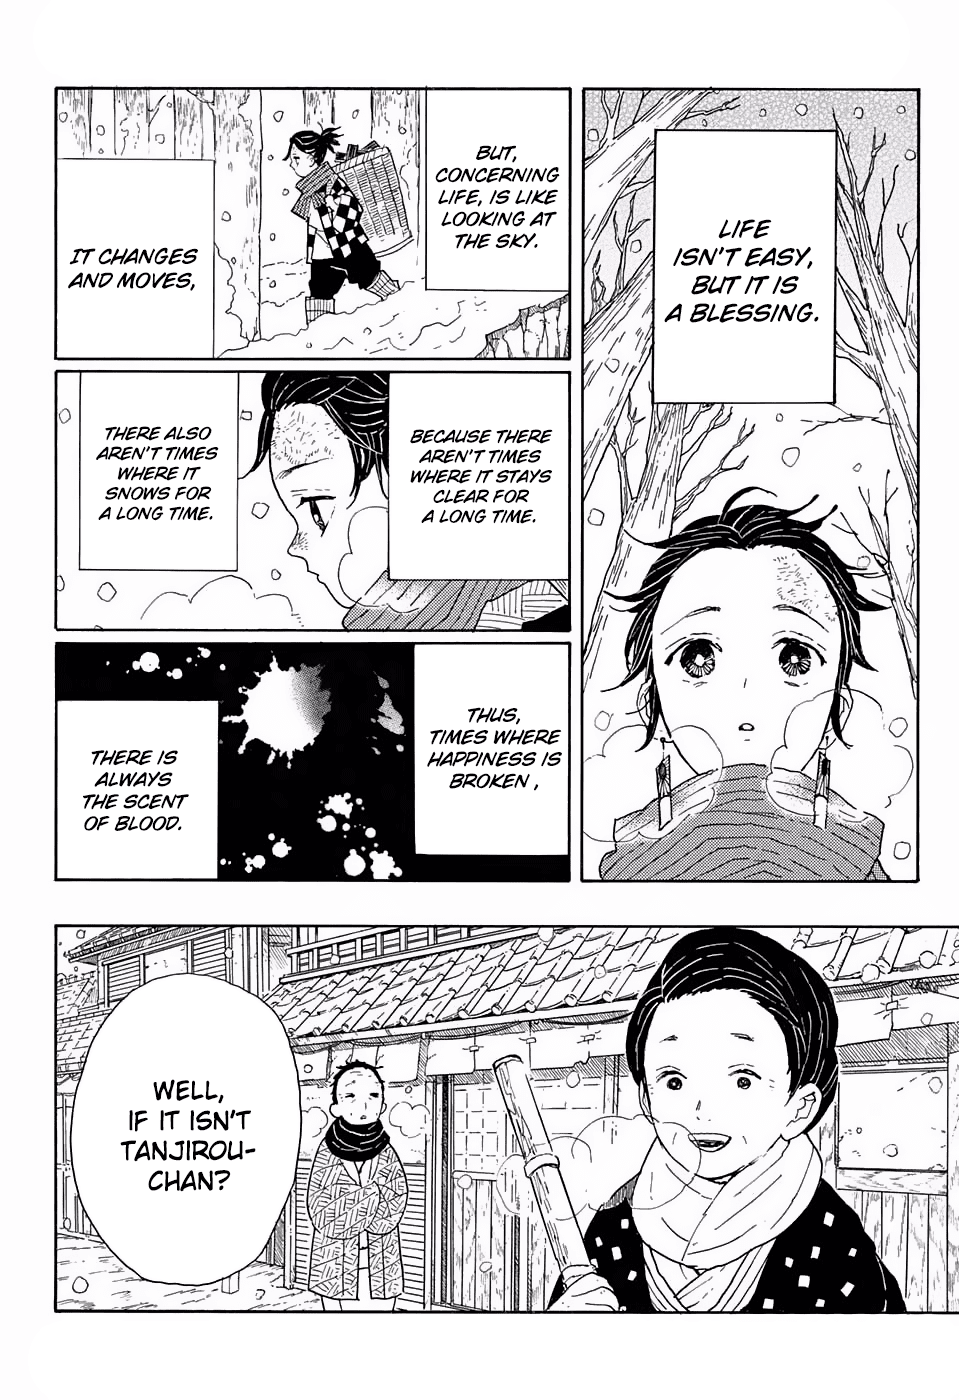 LIFE
ISN'T EASY,
BUT IT IS
A BLESSING.
BUT,
CONCERNING
LIFE, IS LIKE
LOOKING AT
THE SKY.
IT CHANGES
AND MOVES,
BECAUSE THERE
AREN'T TIMES
WHERE IT STAYS
CLEAR FOR
A LONG TIME.
THERE ALSO
AREN'T TIMES
WHERE IT
SNOWS FOR
A LONG TIME.
THUS,
TIMES WHERE
HAPPINESS IS
BROKEN ,
THERE IS
ALWAYS
THE SCENT
OF BLOOD.
WELL,
IF IT ISN'T
TANJIROU-
CHAN?